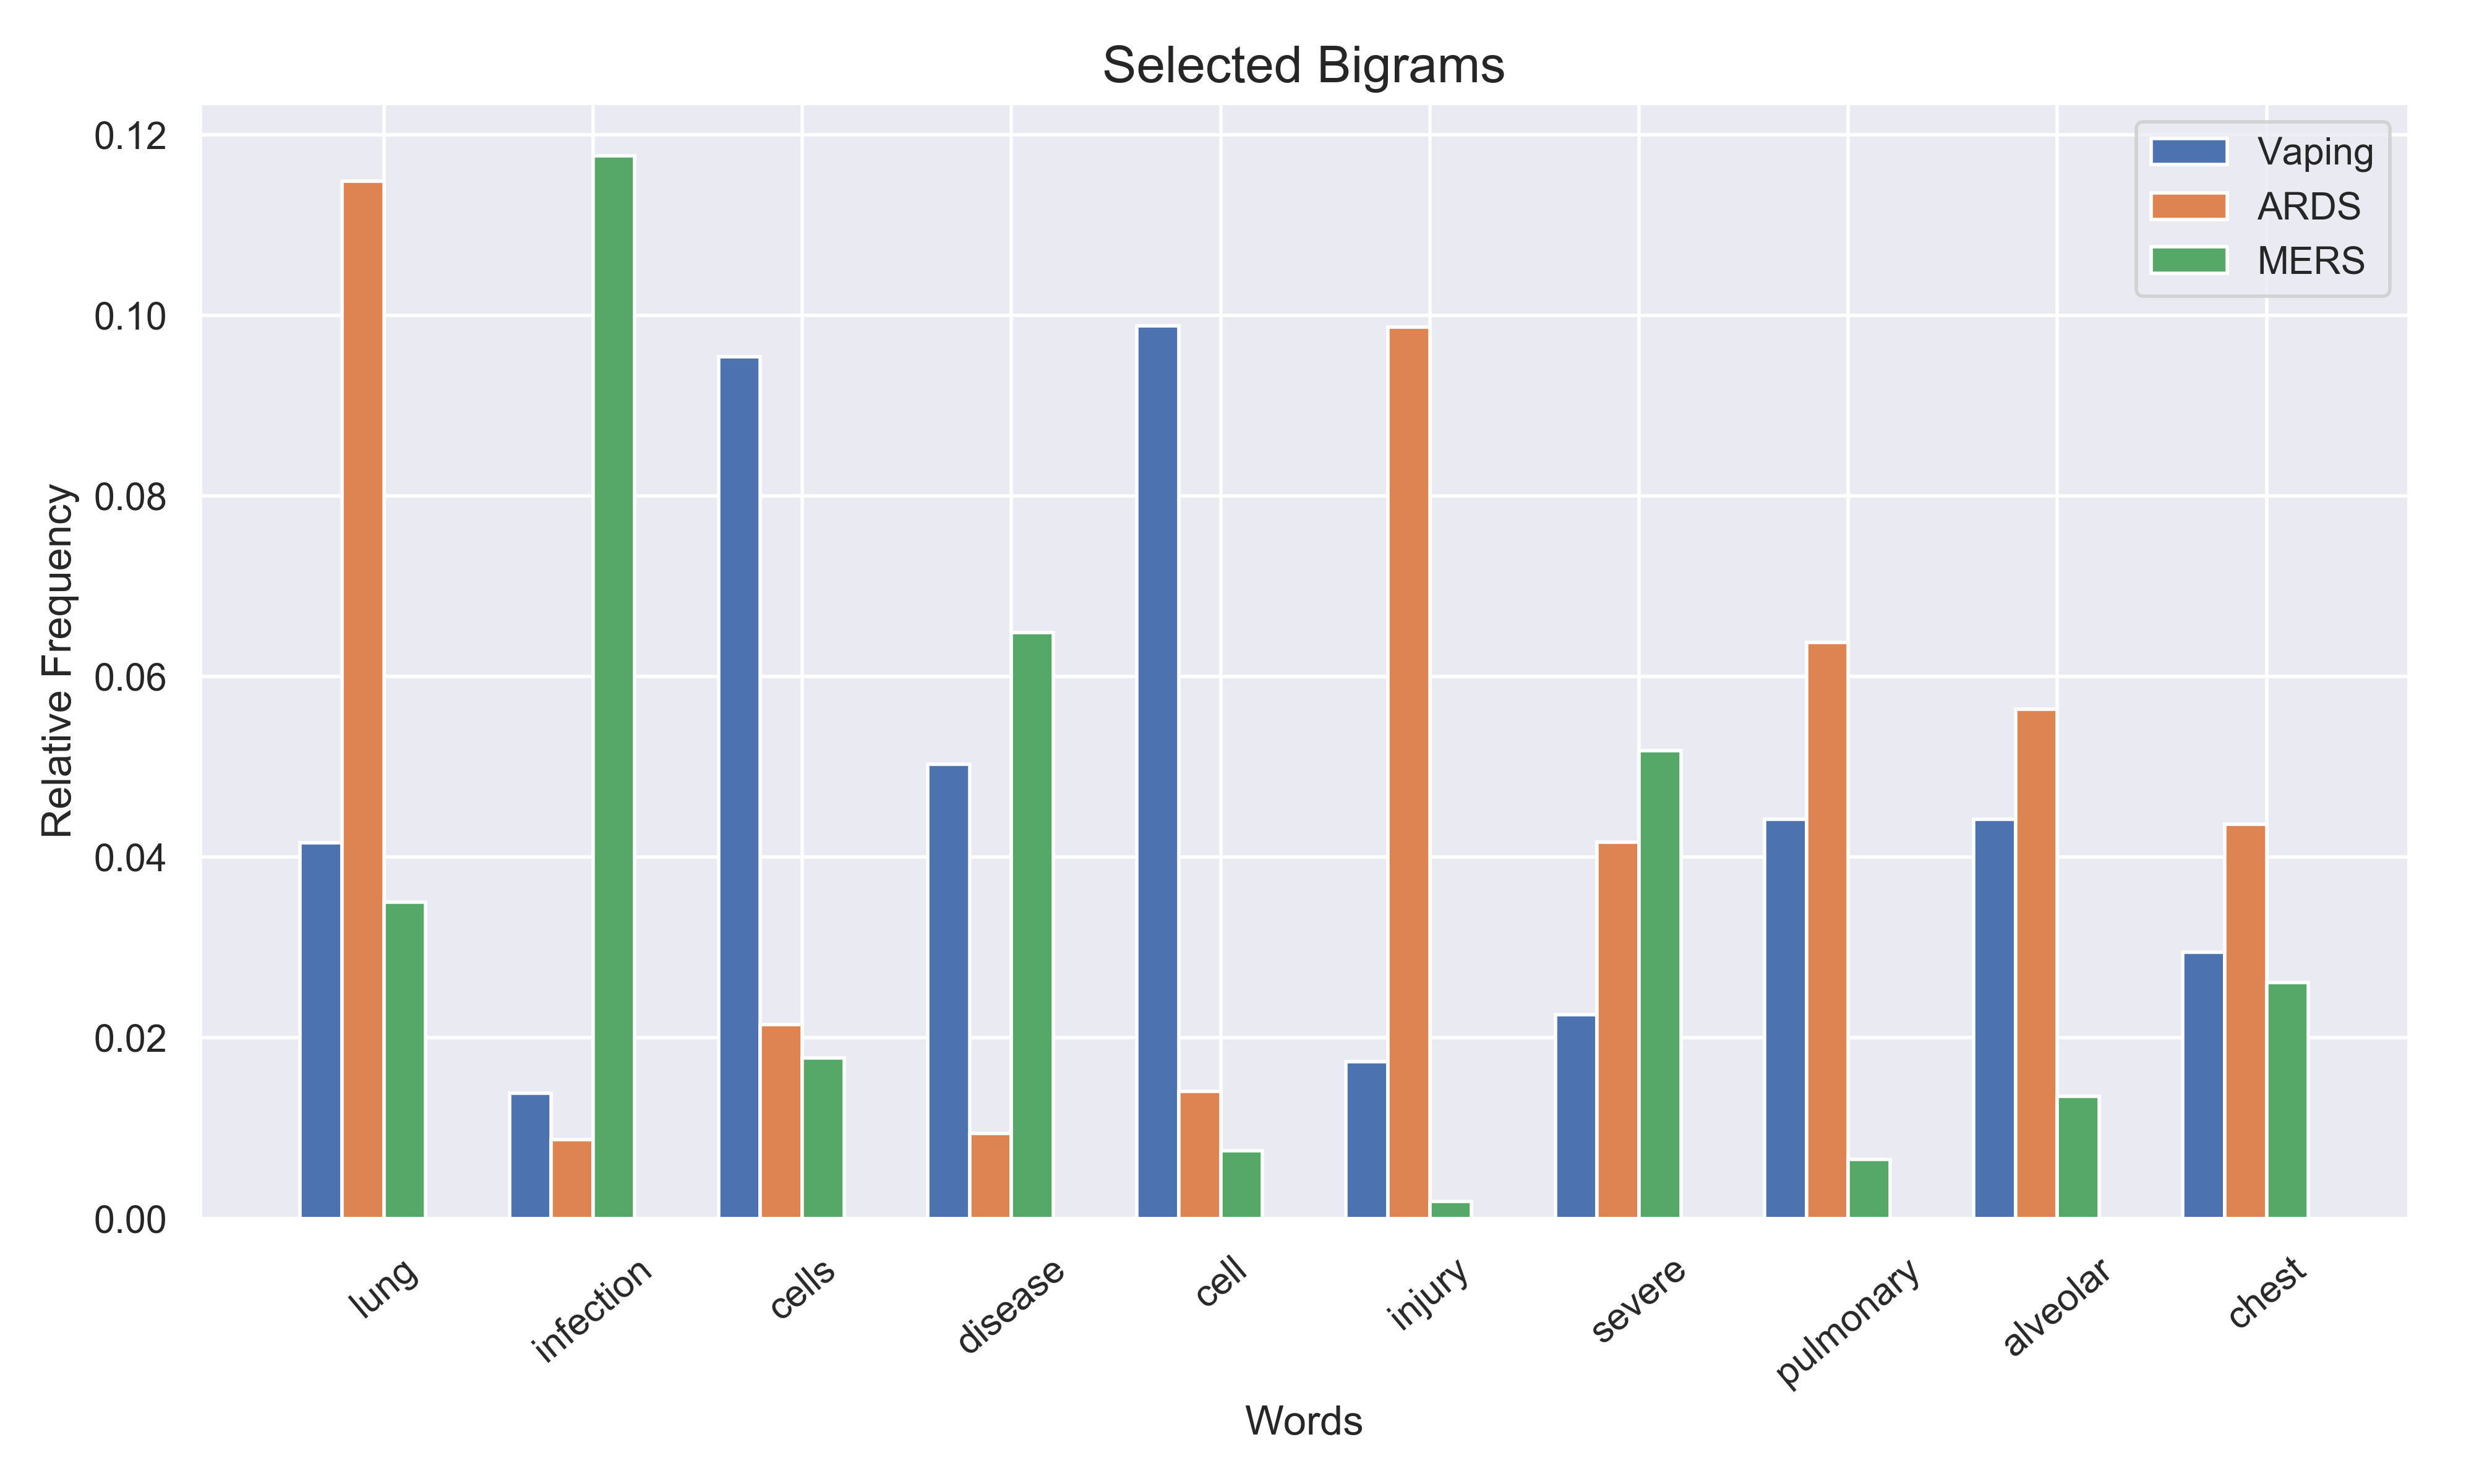 Selected Bigrams
Vaping
ARDS
MERS
Relative Frequency
0.12
0.10
0.08
0.06
0.04
0.02
0.00
lung
infection
cells
disease
cell
injury
severe
pulmonary
alveolar
chest
Words